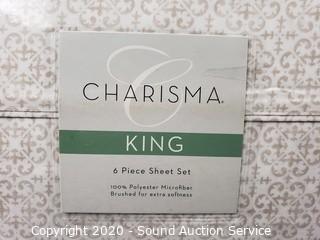 C
CHARISMA®
KING
6 Piece Sheet Set
100% Polyester Microfiber
Brushed for extra softness
Copyright 2020 - Sound Auction Service